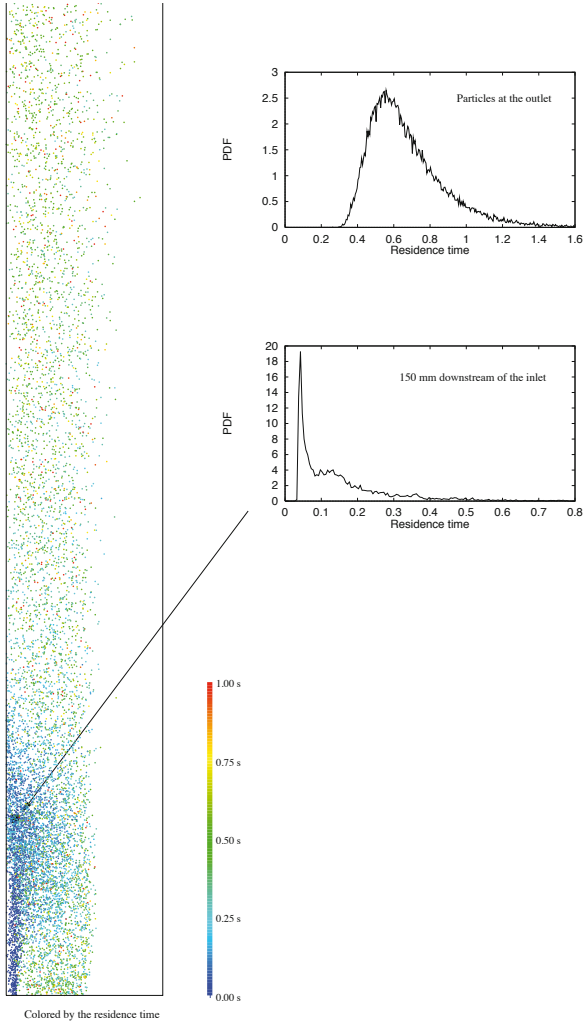 3
2.5
2
1.5
1
0.5
0
PDF
Particles at the outlet
0 0.2 0.4 0.6 0.8 1 1.2 1.4 1.6
Residence time
20
18
16
14
12
10
8
6
4
2
0
PDF
150 mm downstream of the inlet
0 0.1 0.2 0.3 0.4 0.5 0.6 0.7 0.8
Residence time
1.00 s
0.75 s
0.50 s
0.25 s
0.00 s
Colored by the residence time